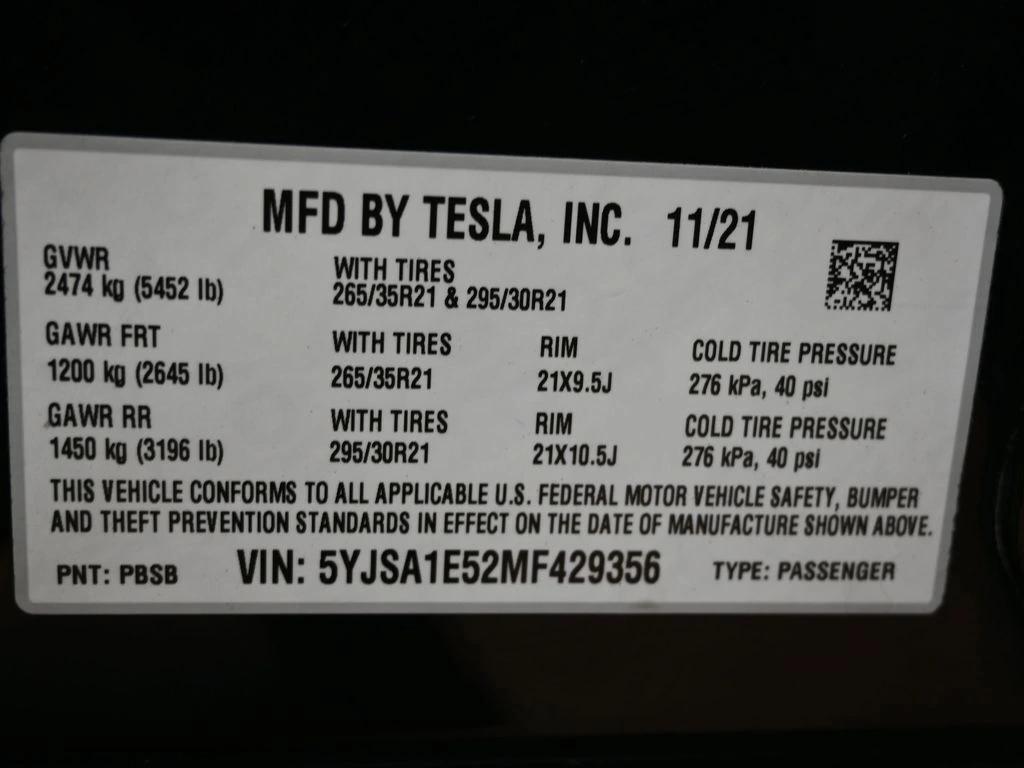 MFD BY TESLA, INC. 11/21
GVWR
2474 kg (5452 lb)
WITH TIRES
265/35R21 & 295/30R21
GAWR FRT
1200 kg (2645 lb)
WITH TIRES
265/35R21
RIM
21X9.5J
COLD TIRE PRESSURE
276 kPa, 40 psi
GAWR RR
1450 kg (3196 lb)
WITH TIRES
295/30R21
RIM
21X10.5J
COLD TIRE PRESSURE
276 kPa, 40 psi
THIS VEHICLE CONFORMS TO ALL APPLICABLE U.S. FEDERAL MOTOR VEHICLE SAFETY, BUMPER
AND THEFT PREVENTION STANDARDS IN EFFECT ON THE DATE OF MANUFACTURE SHOWN ABOVE.
PNT: PBSB VIN: 5YJSA1E52MF429356 TYPE: PASSENGER